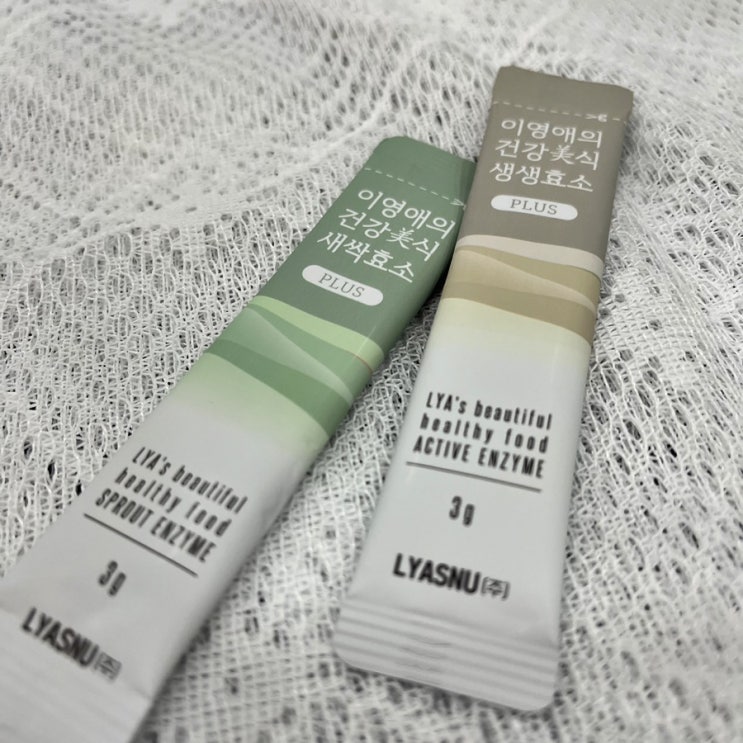 이영애의
건강美식
새싹효소
PLUS
LYA's beautiful
healthy food
SPROUT ENZYME
3g
LYASNU(주)
이영애의
건강美식
생생효소
PLUS
LYA's beautiful
healthy food
ACTIVE ENZYME
3g
LYASNU(주)